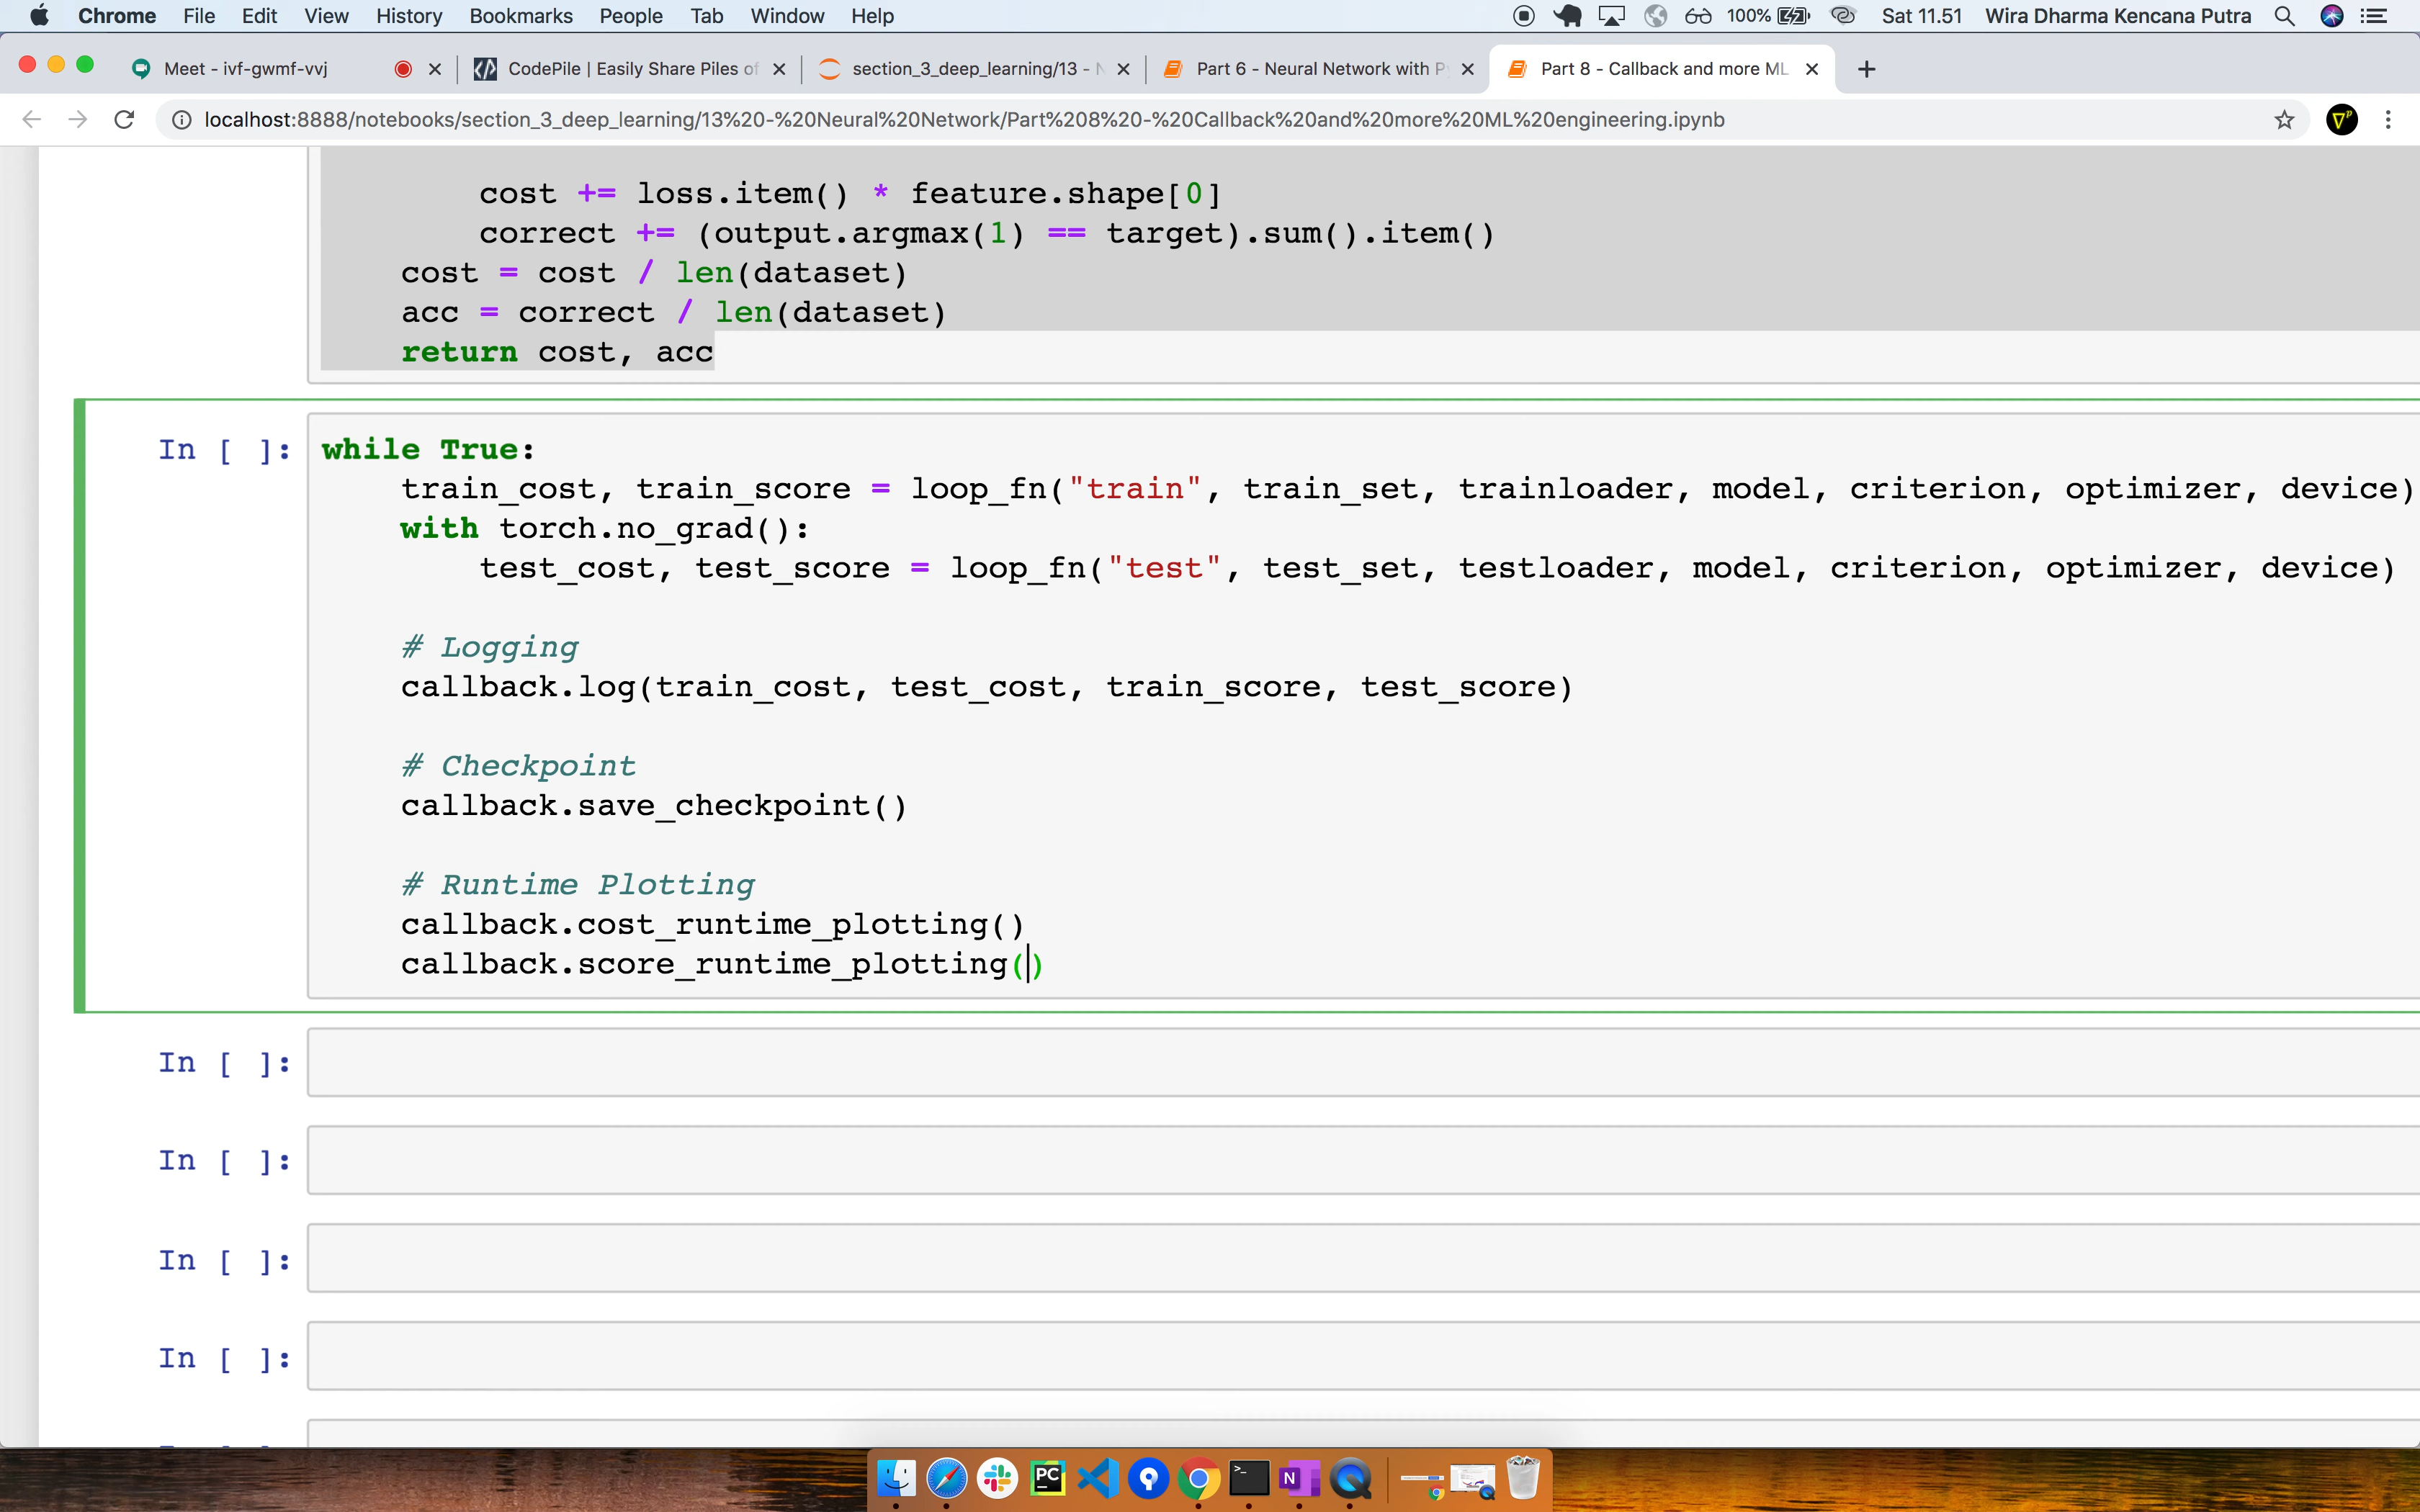 Chrome File Edit View History Bookmarks People Tab Window Help 100% Sat 11.51 Wira Dharma Kencana Putra
Meet - ivf-gwmf-vvj CodePile | Easily Share Piles of section_3_deep_learning/13 - N Part 6 - Neural Network with Py Part 8 - Callback and more ML
localhost:8888/notebooks/section_3_deep_learning/13%20-%20Neural%20Network/Part%208%20-%20Callback%20and%20more%20ML%20engineering.ipynb
cost += loss.item() * feature.shape[0]
correct += (output.argmax(1) == target).sum().item()
cost = cost / len(dataset)
acc = correct / len(dataset)
return cost, acc
In [ ]: while True:
train_cost, train_score = loop_fn("train", train_set, trainloader, model, criterion, optimizer, device)
with torch.no_grad():
test_cost, test_score = loop_fn("test", test_set, testloader, model, criterion, optimizer, device)
# Logging
callback.log(train_cost, test_cost, train_score, test_score)
# Checkpoint
callback.save_checkpoint()
# Runtime Plotting
callback.cost_runtime_plotting()
callback.score_runtime_plotting()
In [ ]:
In [ ]:
In [ ]:
In [ ]: